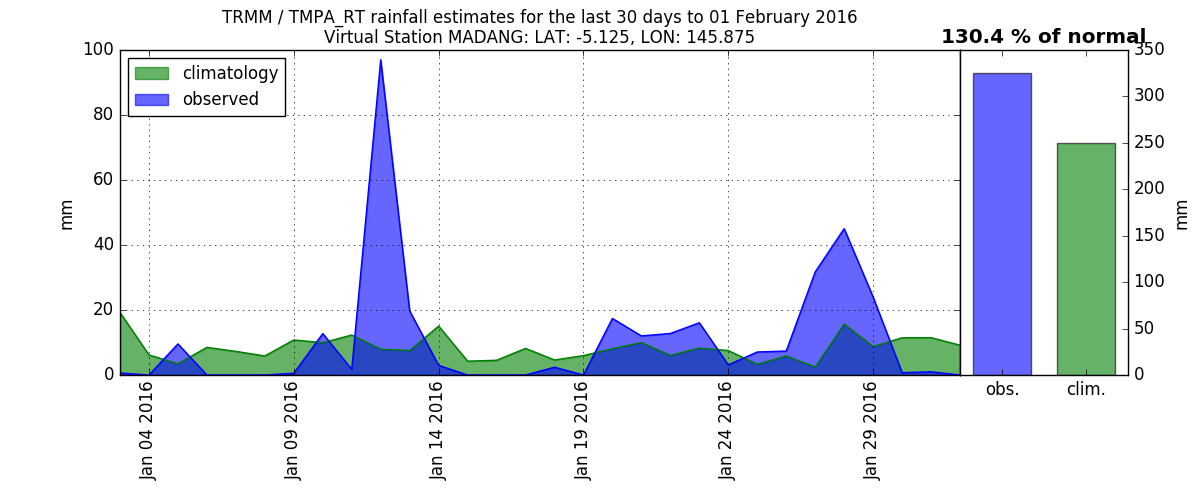 TRMM / TMPA_RT rainfall estimates for the last 30 days to 01 February 2016
Virtual Station MADANG: LAT: -5.125, LON: 145.875
130.4 % of normal
climatology
observed
100
80
60
40
20
0
mm
Jan 04 2016
Jan 09 2016
Jan 14 2016
Jan 19 2016
Jan 24 2016
Jan 29 2016
350
300
250
200
150
100
50
0
mm
obs.
clim.